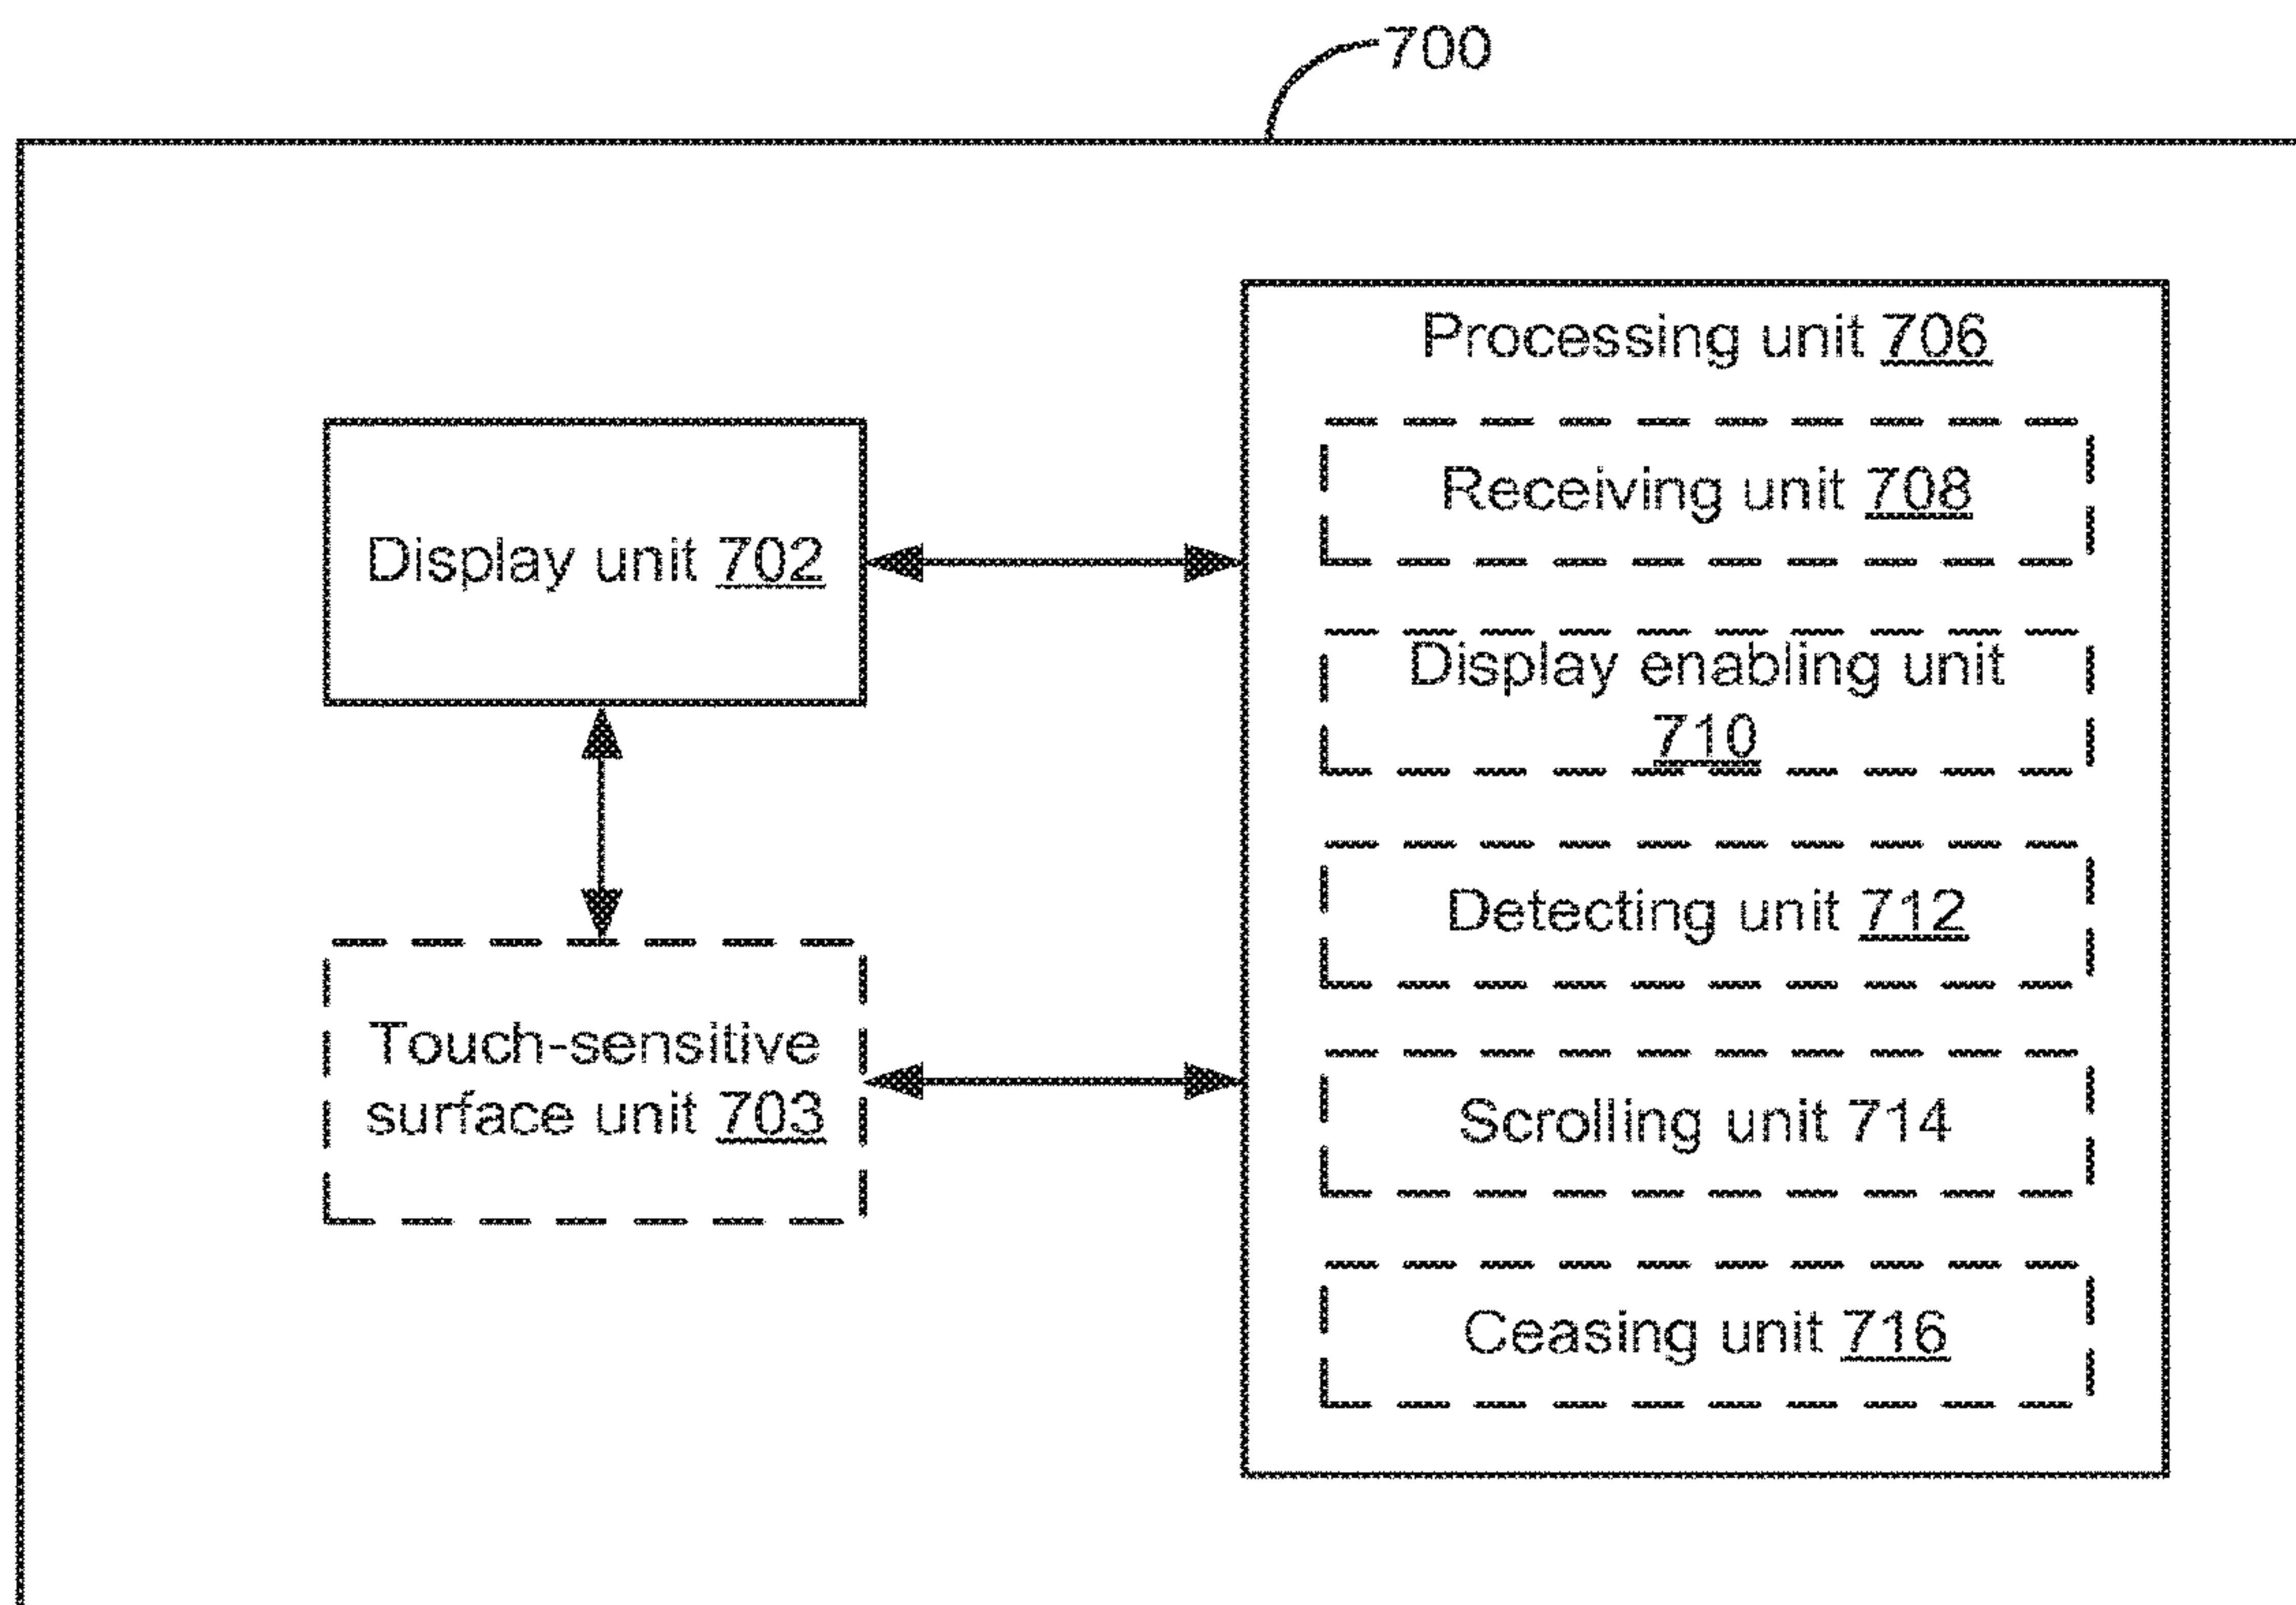 700
Processing unit 706
Receiving unit 708
Display unit 702
Display enabling unit
710
Detecting unit 712
Touch-sensitive
surface unit 703
Scrolling unit 714
Ceasing unit 716